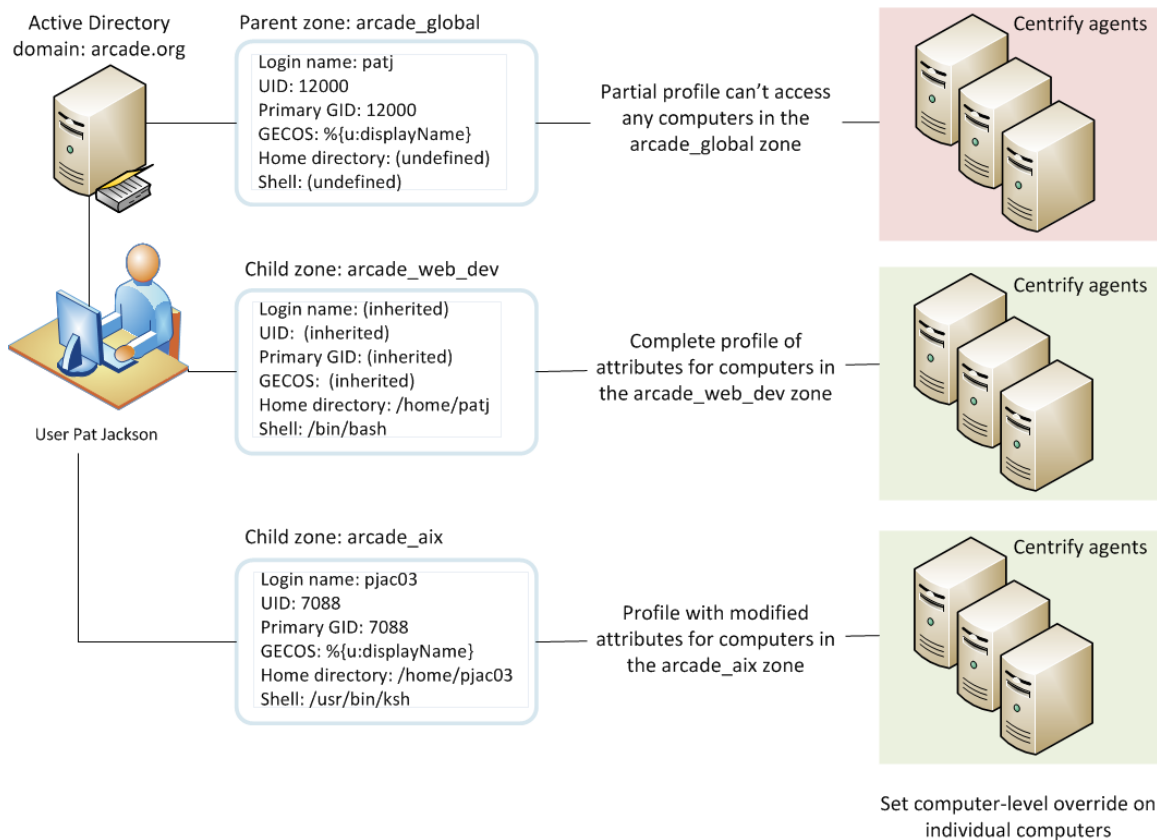 Active Directory
domain: arcade.org
Parent zone: arcade_global
Login name: patj
UID: 12000
Primary GID: 12000
GECOS: %{u:displayName}
Home directory: (undefined)
Shell: (undefined)
Partial profile can't access
any computers in the
arcade_global zone
Centrify agents
User Pat Jackson
Child zone: arcade_web_dev
Login name: (inherited)
UID:  (inherited)
Primary GID: (inherited)
GECOS:  (inherited)
Home directory: /home/patj
Shell: /bin/bash
Complete profile of
attributes for computers in
the arcade_web_dev zone
Centrify agents
Child zone: arcade_aix
Login name: pjac03
UID: 7088
Primary GID: 7088
GECOS: %{u:displayName}
Home directory: /home/pjac03
Shell: /usr/bin/ksh
Profile with modified
attributes for computers in
the arcade_aix zone
Centrify agents
Set computer-level override on
individual computers